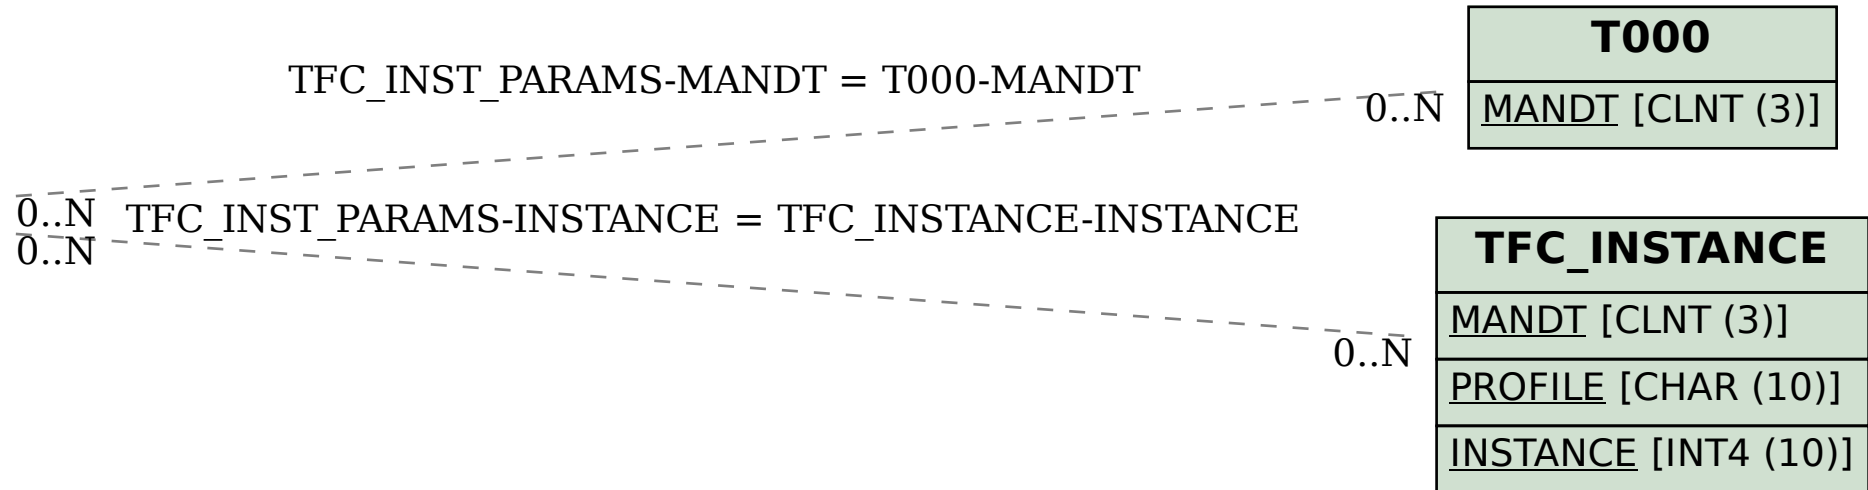 T000
TFC_INST_PARAMS-MANDT = T000-MANDT
0..N
MANDT [CLNT (3)]
0..N
TFC_INST_PARAMS-INSTANCE = TFC_INSTANCE-INSTANCE
0..N
TFC_INSTANCE
MANDT [CLNT (3)]
0..N
PROFILE [CHAR (10)]
INSTANCE [INT4 (10)]